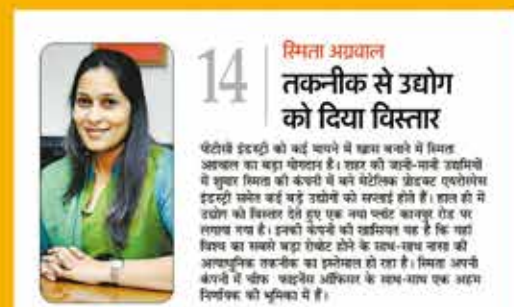 14
स्मिता अग्रवाल
तकनीक से उद्योग
को दिया विस्तार
पीटीसी इंडस्ट्री को कई मायने में खास बनाने में स्मिता
अग्रवाल का बड़ा योगदान है। शहर की जानी-मानी उद्यमियों
में शुमार स्मिता की कंपनी में बने मेटेलिक प्रोडक्ट एयरोस्पेस
इंडस्ट्री समेत कई बड़े उद्योगों को सप्लाई होते हैं। हाल ही में
उद्योग को विस्तार देते हुए एक नया प्लांट कानपुर रोड पर
लगाया गया है। इनकी कंपनी की खासियत यह है कि यहां
विश्व का सबसे बड़ा रोबोट होने के साथ-साथ नासा की
अत्याधुनिक तकनीक का इस्तेमाल हो रहा है। स्मिता अपनी
कंपनी में चीफ फाइनेंस ऑफिसर के साथ-साथ एक अहम
निर्णायक की भूमिका में हैं।